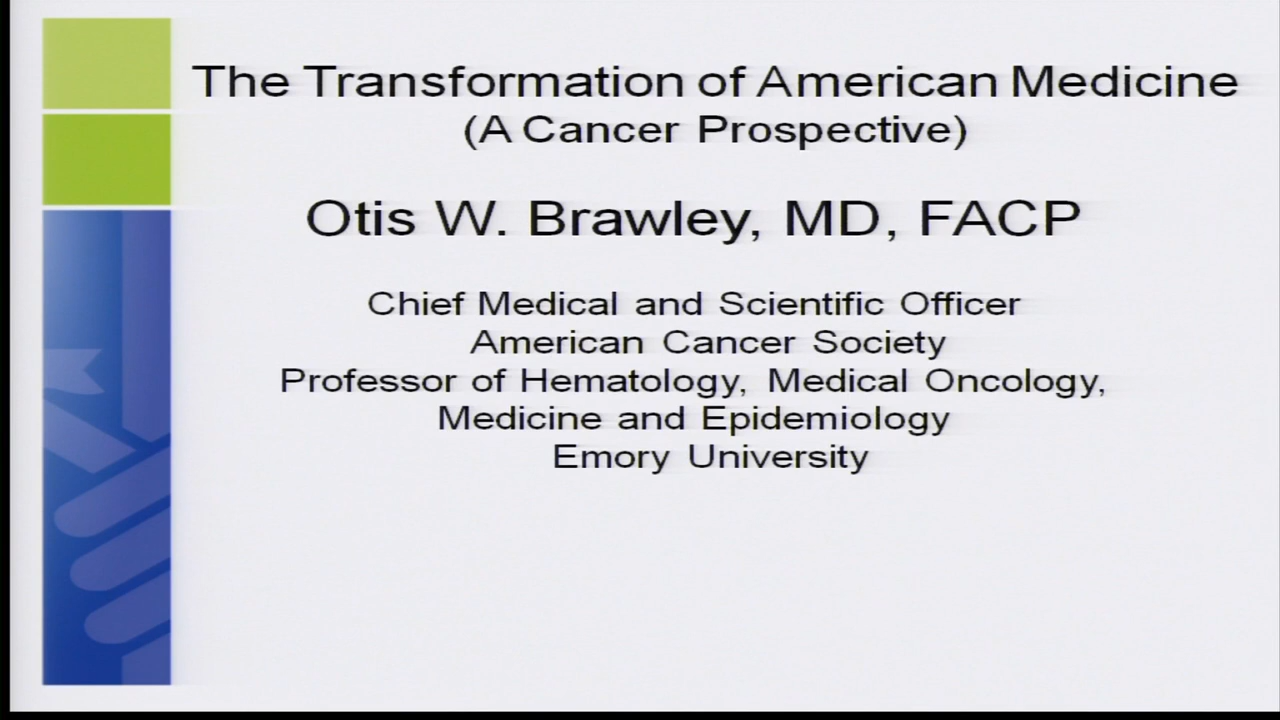 The Transformation of American Medicine
(A Cancer Prospective)
Otis W. Brawley, MD, FACP
Chief Medical and Scientific Officer
American Cancer Society
Professor of Hematology, Medical Oncology,
Medicine and Epidemiology
Emory University